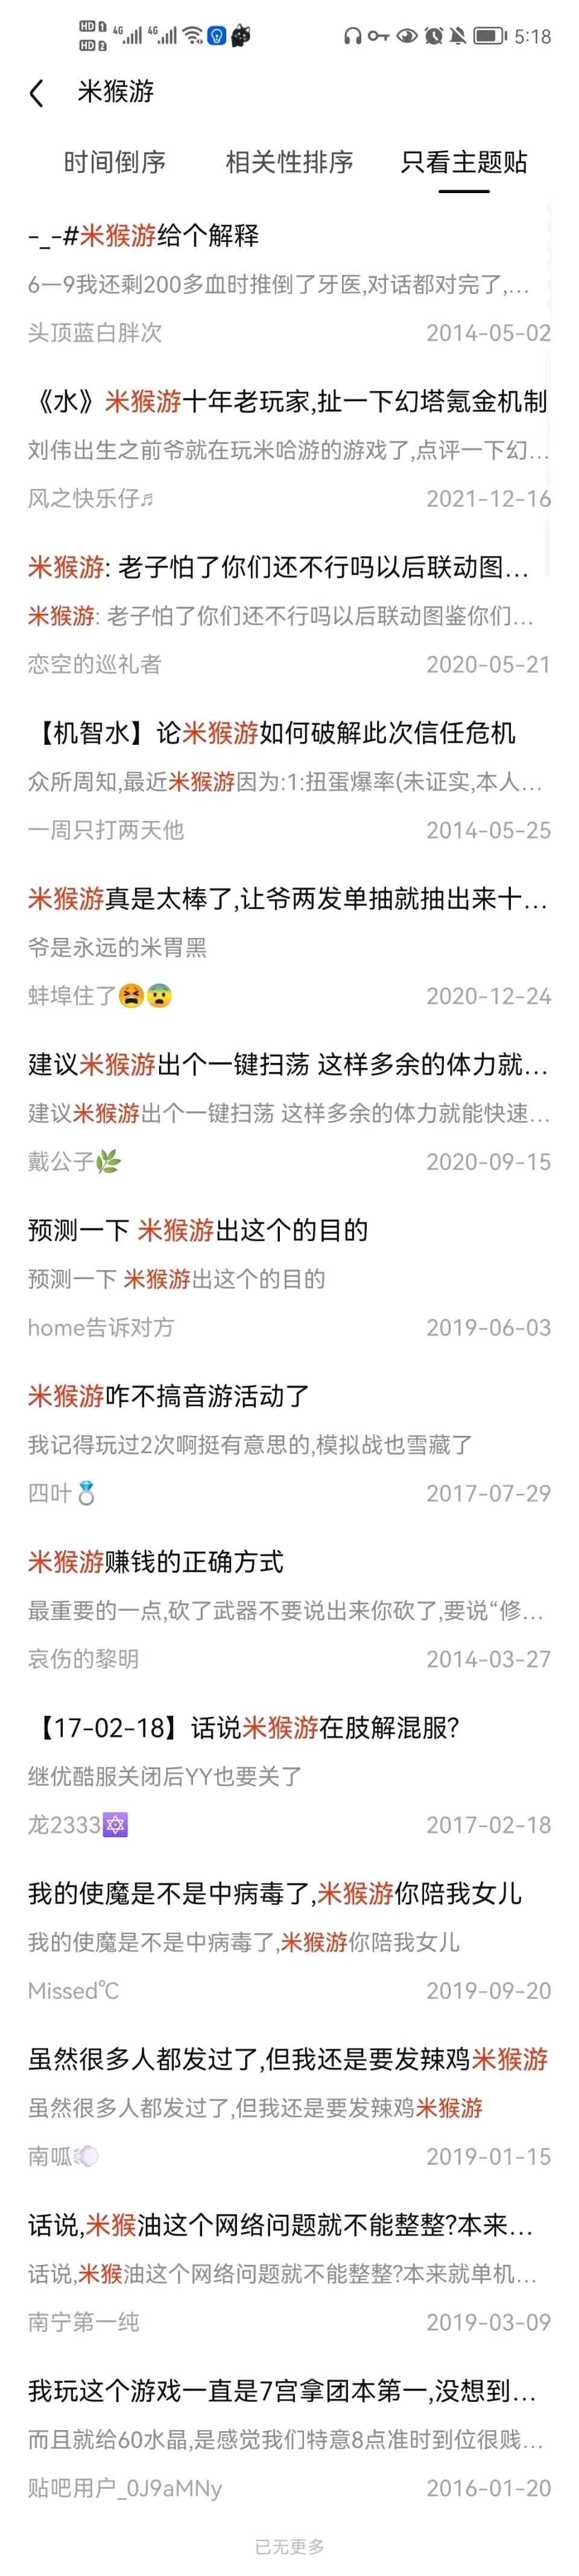 HD 1 4G 4G 5:18
HD 2
米猴游
时间倒序 相关性排序 只看主题贴
-_-#米猴游给个解释
6一9我还剩200多血时推倒了牙医,对话都对完了,...
头顶蓝白胖次 2014-05-02
《水》米猴游十年老玩家,扯一下幻塔氪金机制
刘伟出生之前爷就在玩米哈游的游戏了,点评一下幻...
风之快乐仔♬ 2021-12-16
米猴游: 老子怕了你们还不行吗以后联动图...
米猴游: 老子怕了你们还不行吗以后联动图鉴你们...
恋空的巡礼者 2020-05-21
【机智水】论米猴游如何破解此次信任危机
众所周知,最近米猴游因为:1:扭蛋爆率(未证实,本人...
一周只打两天他 2014-05-25
米猴游真是太棒了,让爷两发单抽就抽出来十...
爷是永远的米胃黑
蚌埠住了😫😨 2020-12-24
建议米猴游出个一键扫荡 这样多余的体力就...
建议米猴游出个一键扫荡 这样多余的体力就能快速...
戴公子🌿 2020-09-15
预测一下 米猴游出这个的目的
预测一下 米猴游出这个的目的
home告诉对方 2019-06-03
米猴游咋不搞音游活动了
我记得玩过2次啊挺有意思的,模拟战也雪藏了
四叶💍 2017-07-29
米猴游赚钱的正确方式
最重要的一点,砍了武器不要说出来你砍了,要说“修...
哀伤的黎明 2014-03-27
【17-02-18】话说米猴游在肢解混服?
继优酷服关闭后YY也要关了
龙2333🔯 2017-02-18
我的使魔是不是中病毒了,米猴游你陪我女儿
我的使魔是不是中病毒了,米猴游你陪我女儿
Missed℃ 2019-09-20
虽然很多人都发过了,但我还是要发辣鸡米猴游
虽然很多人都发过了,但我还是要发辣鸡米猴游
南呱💨 2019-01-15
话说,米猴油这个网络问题就不能整整?本来...
话说,米猴油这个网络问题就不能整整?本来就单机...
南宁第一纯 2019-03-09
我玩这个游戏一直是7宫拿团本第一,没想到...
而且就给60水晶,是感觉我们特意8点准时到位很贱...
贴吧用户_0J9aMNy 2016-01-20
已无更多